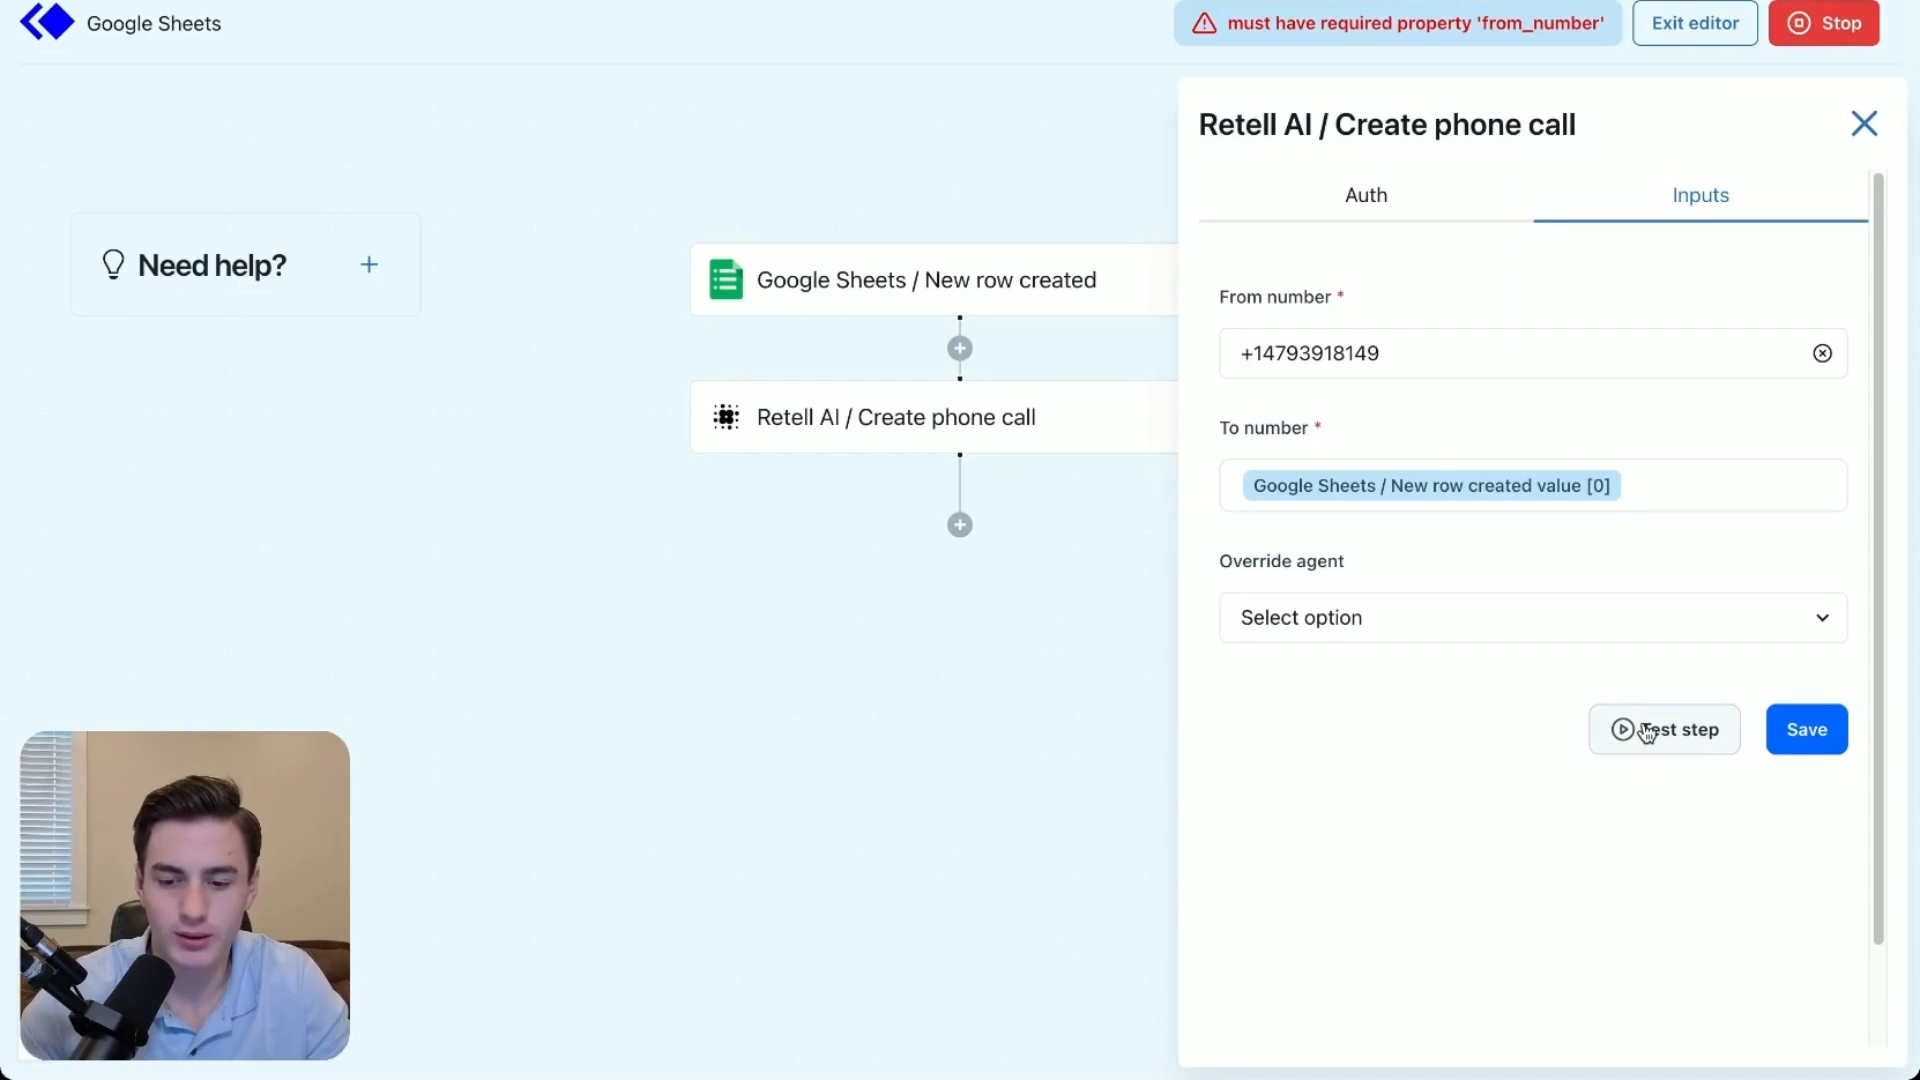 Google Sheets
must have required property 'from_number'
Exit editor
Stop
Retell AI / Create phone call
Auth
Inputs
Need help?
Google Sheets / New row created
Retell AI / Create phone call
From number *
+14793918149
To number *
Google Sheets / New row created value [0]
Override agent
Select option
Test step
Save